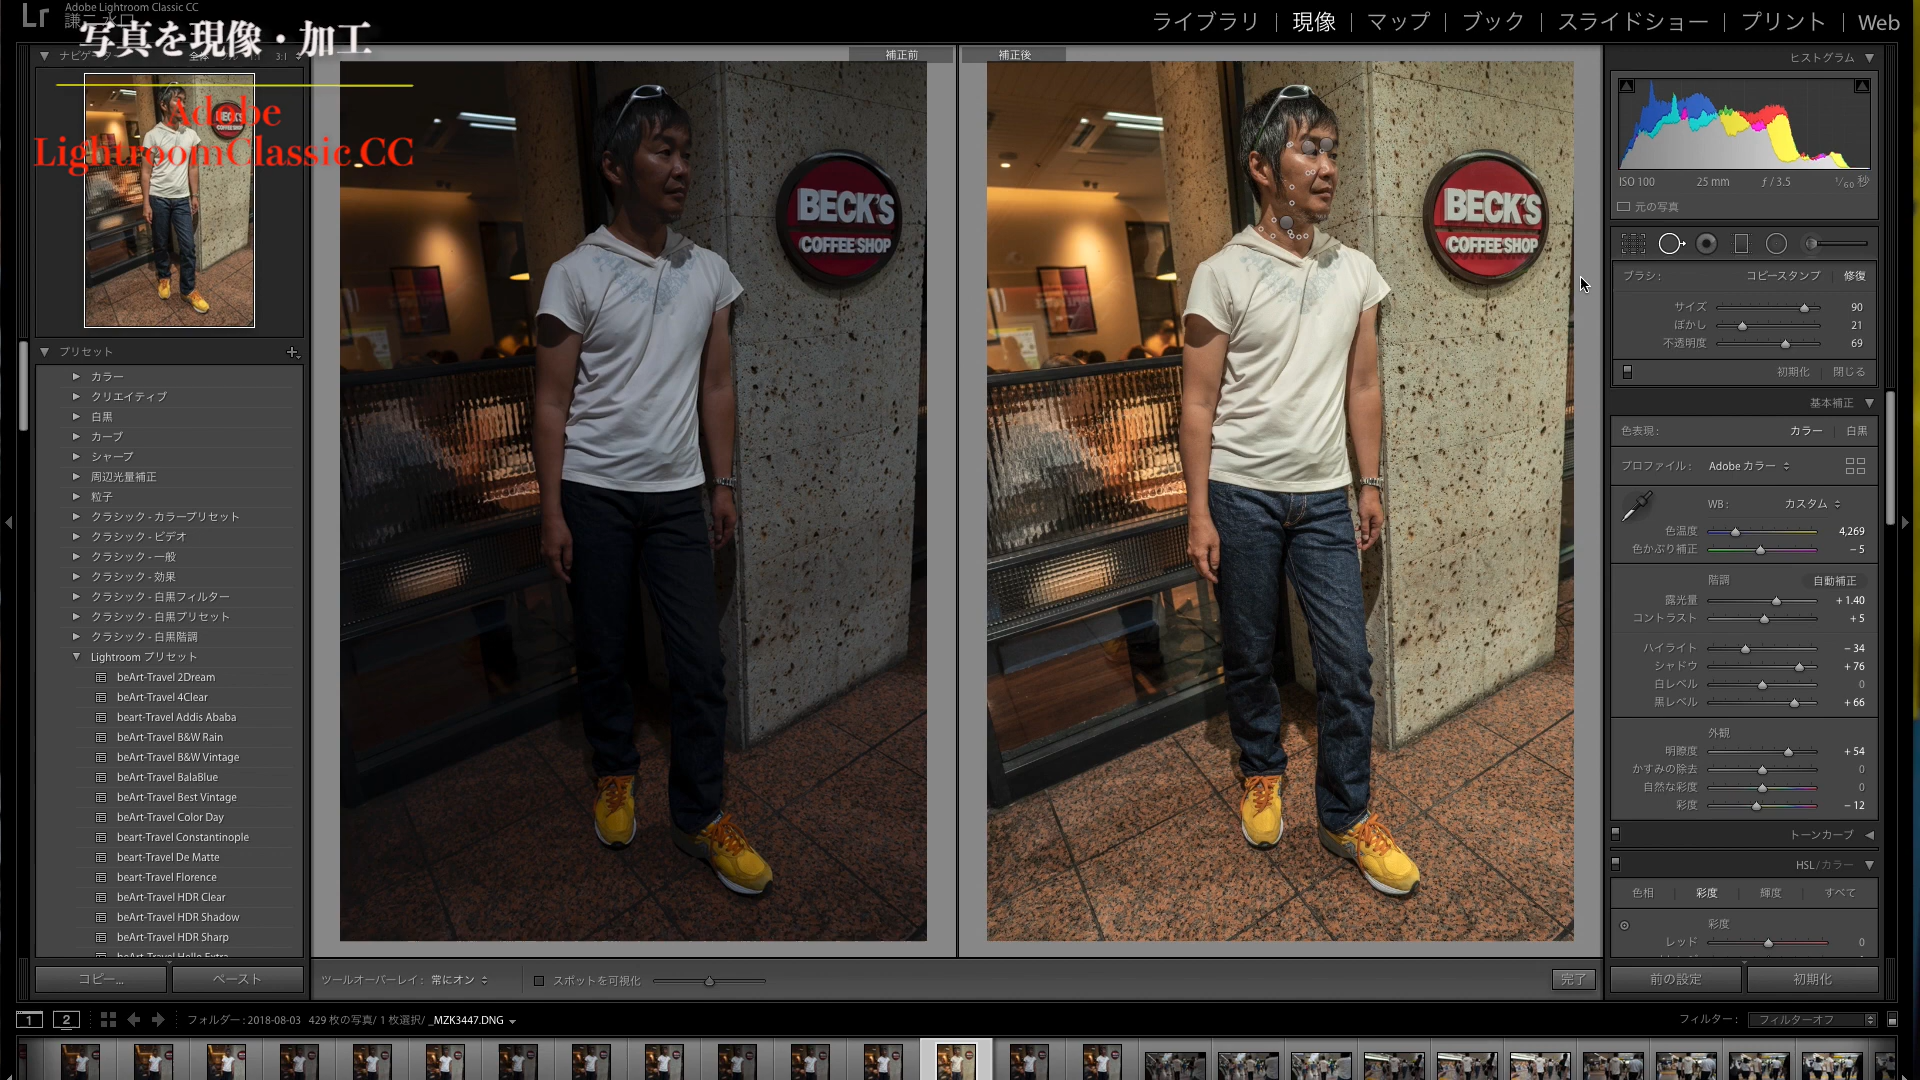 Lr
Adobe Lightroom Classic CC
写真を現像・加工
Adobe
LightroomClassic CC
ライブラリ | 現像 | マップ | ブック | スライドショー | プリント | Web
全体
3:1
補正前
補正後
BECK'S
COFFEE SHOP
BECK'S
COFFEE SHOP
プリセット
カラー
クリエイティブ
白黒
カーブ
シャープ
周辺光量補正
粒子
クラシック - カラープリセット
クラシック - ビデオ
クラシック - 一般
クラシック - 効果
クラシック - 白黒フィルター
クラシック - 白黒プリセット
クラシック - 白黒階調
Lightroom プリセット
beArt-Travel 2Dream
beArt-Travel 4Clear
beart-Travel Addis Ababa
beArt-Travel B&W Rain
beArt-Travel B&W Vintage
beArt-Travel BalaBlue
beArt-Travel Best Vintage
beArt-Travel Color Day
beart-Travel Constantinople
beart-Travel De Matte
beart-Travel Florence
beArt-Travel HDR Clear
beArt-Travel HDR Shadow
beArt-Travel HDR Sharp
コピー...
ペースト
ツールオーバーレイ : 常にオン
スポットを可視化
完了
ヒストグラム
ISO 100 25 mm ƒ / 3.5 1/60 秒
元の写真
ブラシ : コピースタンプ 修復
サイズ 90
ぼかし 21
不透明度 69
初期化 閉じる
基本補正
色表現 : カラー 白黒
プロファイル : Adobe カラー
WB : カスタム
色温度 4,269
色かぶり補正 - 5
階調 自動補正
露光量 + 1.40
コントラスト + 5
ハイライト - 34
シャドウ + 76
白レベル 0
黒レベル + 66
外観
明瞭度 + 54
かすみの除去 0
自然な彩度 0
彩度 - 12
トーンカーブ
HSL / カラー
色相 彩度 輝度 すべて
彩度
レッド 0
前の設定
初期化
1 2
フォルダー : 2018-08-03 429 枚の写真/ 1 枚選択/ _MZK3447.DNG
フィルター : フィルターオフ